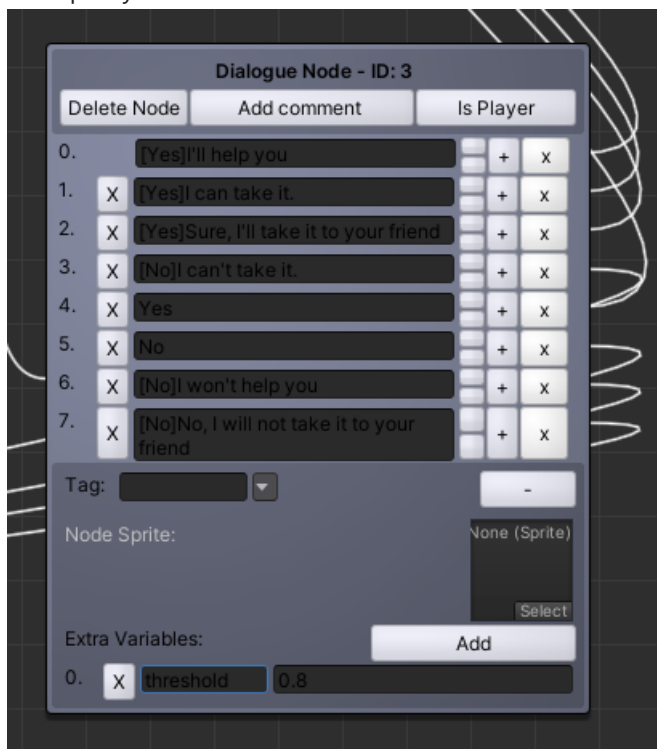 Dialogue Node - ID: 3
Delete Node Add comment Is Player
0. [Yes]I'll help you + x
1. X [Yes]I can take it. + x
2. X [Yes]Sure, I'll take it to your friend + x
3. X [No]I can't take it. + x
4. X Yes + x
5. X No + x
6. X [No]I won't help you + x
7. X [No]No, I will not take it to your
friend + x
Tag: -
Node Sprite: None (Sprite)
Select
Extra Variables: Add
0. X threshold 0.8